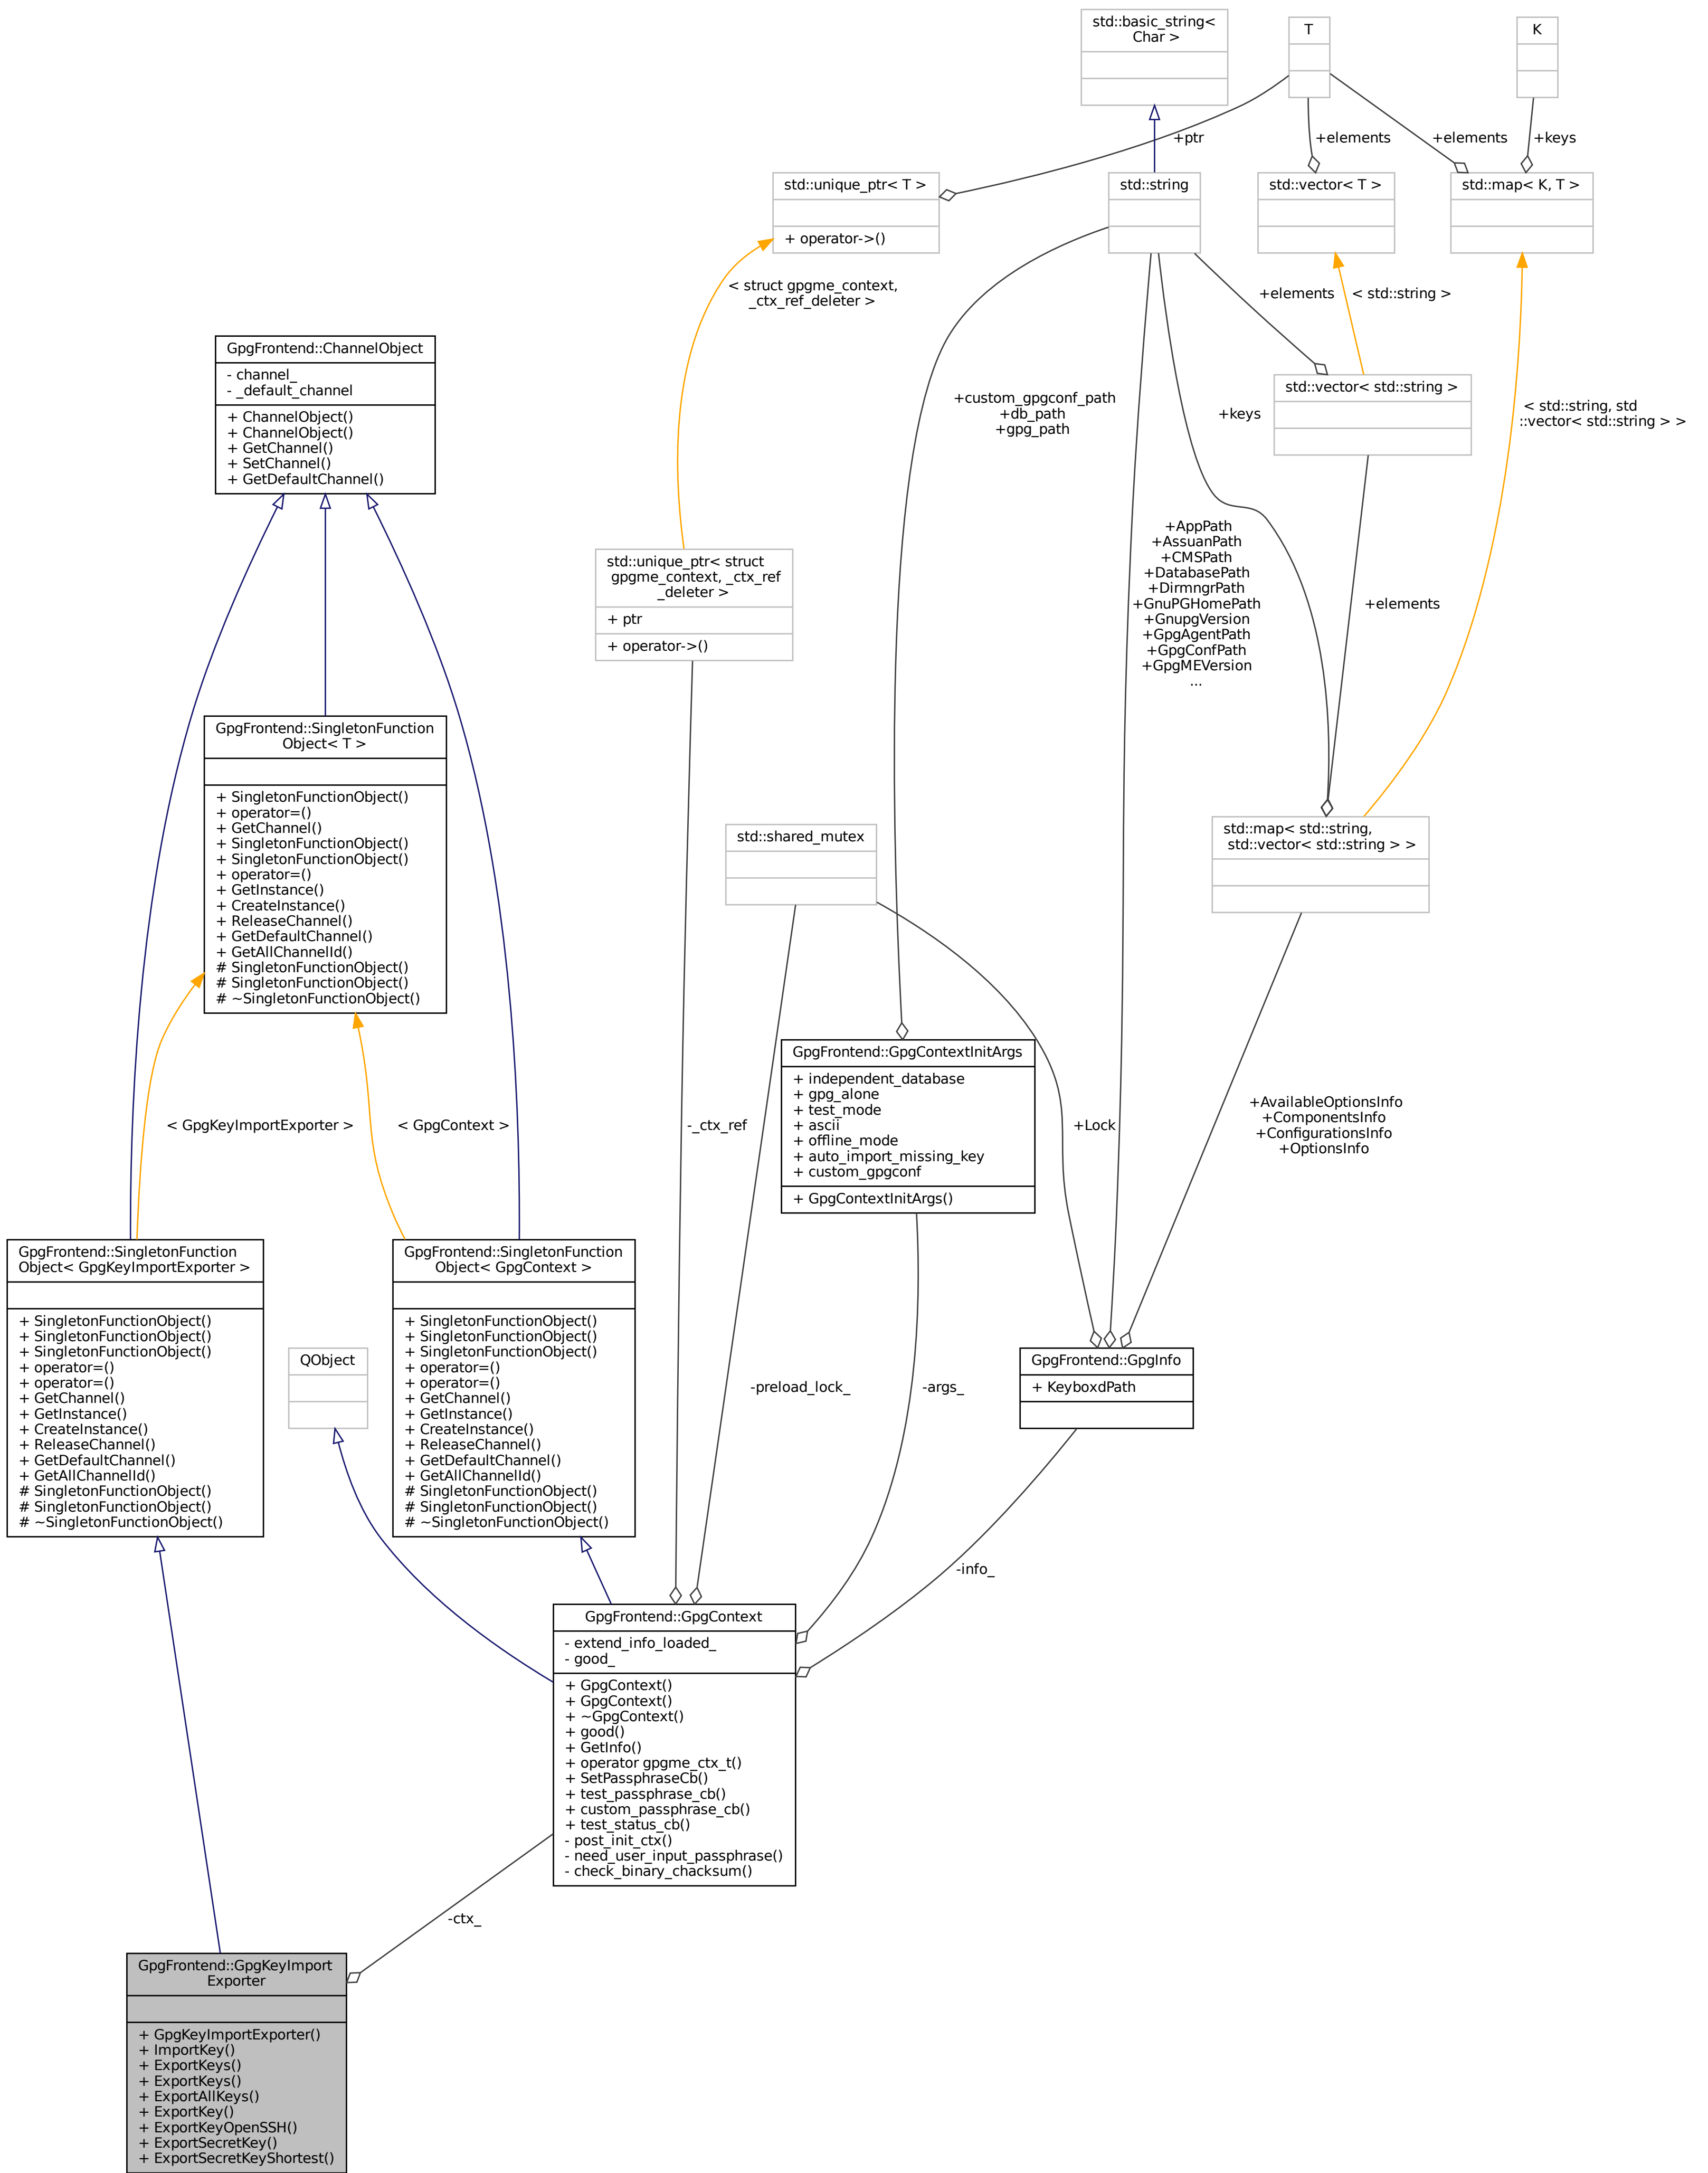 std::basic_string<
Char >
T
K
+ptr
+elements
+elements
+keys
std::unique_ptr< T >
+ operator->()
std::string
std::vector< T >
std::map< K, T >
< struct gpgme_context,
_ctx_ref_deleter >
+elements
< std::string >
GpgFrontend::ChannelObject
- channel_
- _default_channel
+ ChannelObject()
+ ChannelObject()
+ GetChannel()
+ SetChannel()
+ GetDefaultChannel()
+custom_gpgconf_path
+db_path
+gpg_path
+keys
std::vector< std::string >
< std::string, std
::vector< std::string > >
std::unique_ptr< struct
gpgme_context, _ctx_ref
_deleter >
+ ptr
+ operator->()
+AppPath
+AssuanPath
+CMSPath
+DatabasePath
+DirmngrPath
+GnuPGHomePath
+GnupgVersion
+GpgAgentPath
+GpgConfPath
+GpgMEVersion
...
+elements
GpgFrontend::SingletonFunction
Object< T >
+ SingletonFunctionObject()
+ operator=()
+ GetChannel()
+ SingletonFunctionObject()
+ SingletonFunctionObject()
+ operator=()
+ GetInstance()
+ CreateInstance()
+ ReleaseChannel()
+ GetDefaultChannel()
+ GetAllChannelId()
# SingletonFunctionObject()
# SingletonFunctionObject()
# ~SingletonFunctionObject()
std::shared_mutex
std::map< std::string,
std::vector< std::string > >
< GpgKeyImportExporter >
< GpgContext >
-_ctx_ref
GpgFrontend::GpgContextInitArgs
+ independent_database
+ gpg_alone
+ test_mode
+ ascii
+ offline_mode
+ auto_import_missing_key
+ custom_gpgconf
+ GpgContextInitArgs()
+Lock
+AvailableOptionsInfo
+ComponentsInfo
+ConfigurationsInfo
+OptionsInfo
GpgFrontend::SingletonFunction
Object< GpgKeyImportExporter >
+ SingletonFunctionObject()
+ SingletonFunctionObject()
+ SingletonFunctionObject()
+ operator=()
+ operator=()
+ GetChannel()
+ GetInstance()
+ CreateInstance()
+ ReleaseChannel()
+ GetDefaultChannel()
+ GetAllChannelId()
# SingletonFunctionObject()
# SingletonFunctionObject()
# ~SingletonFunctionObject()
QObject
GpgFrontend::SingletonFunction
Object< GpgContext >
+ SingletonFunctionObject()
+ SingletonFunctionObject()
+ SingletonFunctionObject()
+ operator=()
+ operator=()
+ GetChannel()
+ GetInstance()
+ CreateInstance()
+ ReleaseChannel()
+ GetDefaultChannel()
+ GetAllChannelId()
# SingletonFunctionObject()
# SingletonFunctionObject()
# ~SingletonFunctionObject()
-preload_lock_
-args_
GpgFrontend::GpgInfo
+ KeyboxdPath
-info_
GpgFrontend::GpgContext
- extend_info_loaded_
- good_
+ GpgContext()
+ GpgContext()
+ ~GpgContext()
+ good()
+ GetInfo()
+ operator gpgme_ctx_t()
+ SetPassphraseCb()
+ test_passphrase_cb()
+ custom_passphrase_cb()
+ test_status_cb()
- post_init_ctx()
- need_user_input_passphrase()
- check_binary_chacksum()
-ctx_
GpgFrontend::GpgKeyImport
Exporter
+ GpgKeyImportExporter()
+ ImportKey()
+ ExportKeys()
+ ExportKeys()
+ ExportAllKeys()
+ ExportKey()
+ ExportKeyOpenSSH()
+ ExportSecretKey()
+ ExportSecretKeyShortest()